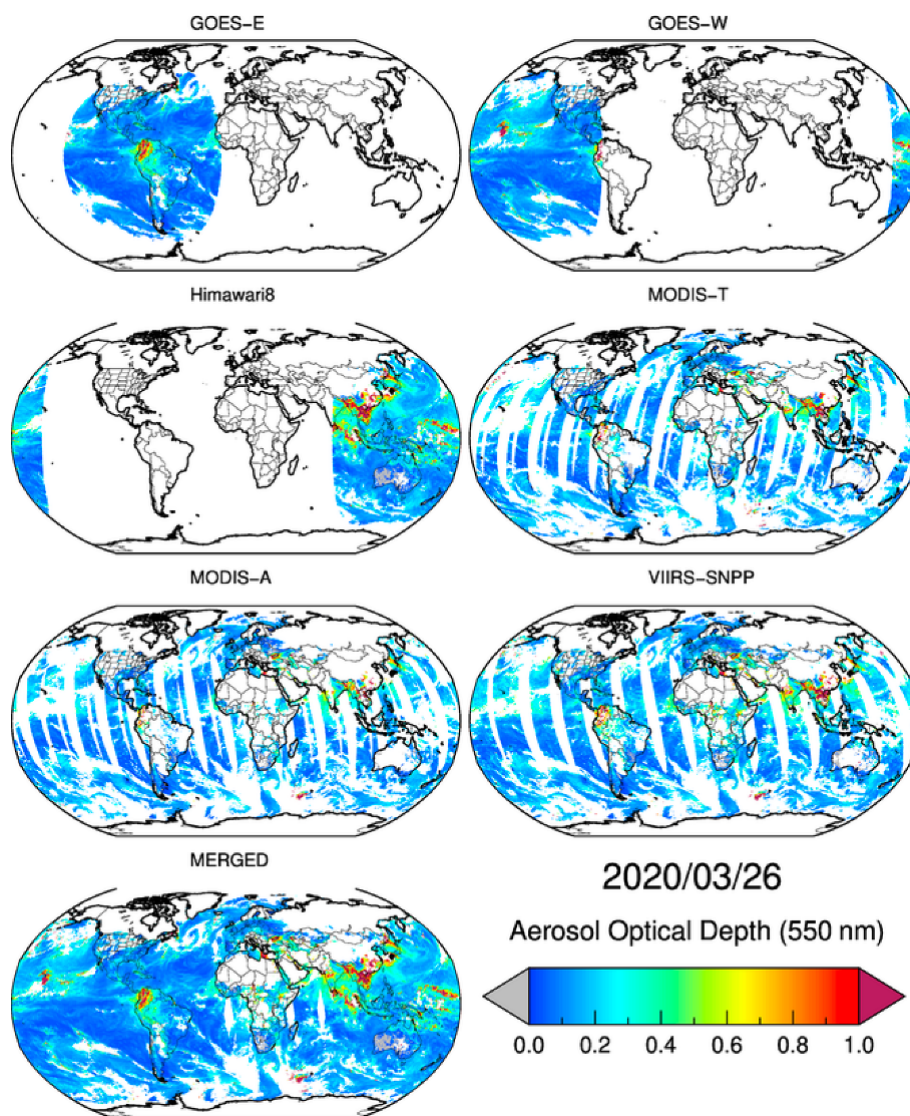 GOES-E GOES-W
Himawari8 MODIS-T
MODIS-A VIIRS-SNPP
MERGED
2020/03/26
Aerosol Optical Depth (550 nm)
0.0 0.2 0.4 0.6 0.8 1.0